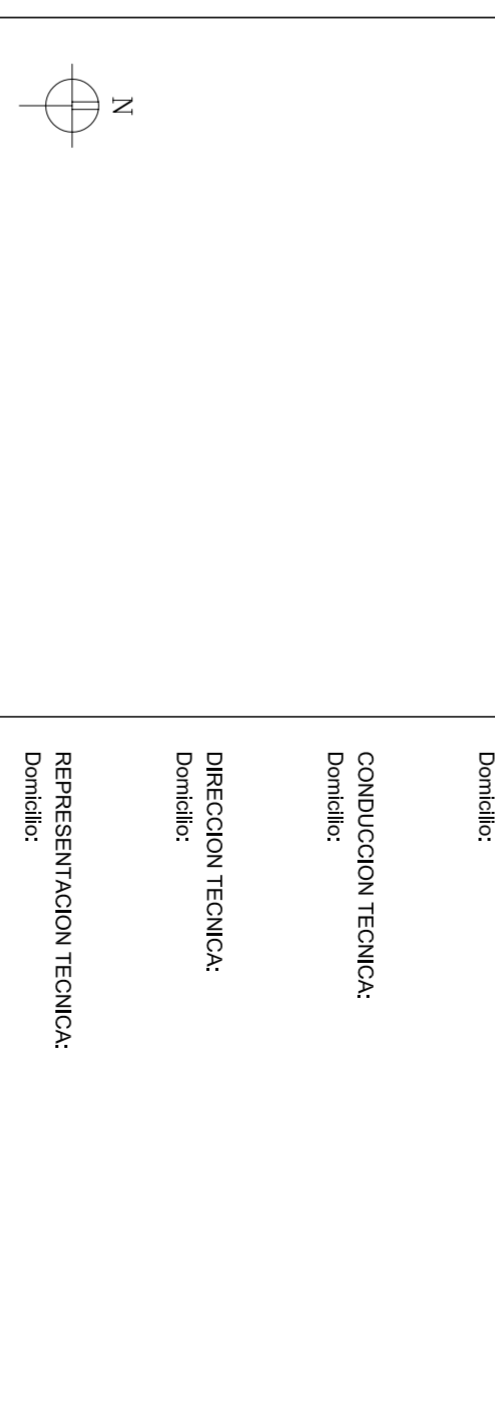 N
Domicilio:
CONDUCCION TECNICA:
Domicilio:
DIRECCION TECNICA:
Domicilio:
REPRESENTACION TECNICA:
Domicilio: